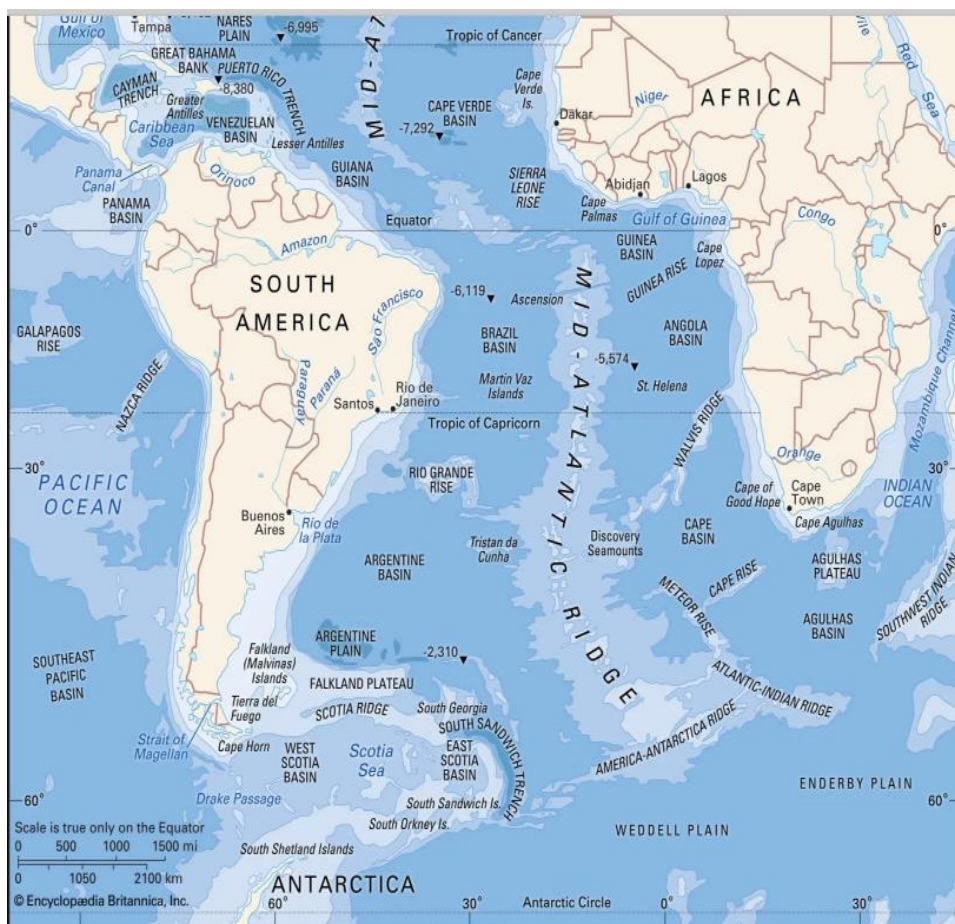 Gulf of
Mexico
Tampa
NARES
PLAIN
-6,995
Tropic of Cancer
Nile
Red
Sea
GREAT BAHAMA
BANK
PUERTO RICO TRENCH
CAYMAN
TRENCH
-8,380
Greater
Antilles
Caribbean
Sea
VENEZUELAN
BASIN
Lesser Antilles
MID-AT
CAPE VERDE
BASIN
-7,292
Cape
Verde Is.
Dakar
Niger
AFRICA
Panama
Canal
PANAMA
BASIN
Orinoco
GUIANA
BASIN
SIERRA
LEONE
RISE
Abidjan
Lagos
Cape
Palmas
Gulf of Guinea
Congo
Equator
0°
0°
Amazon
GUINEA
BASIN
Cape
Lopez
GUINEA RISE
SOUTH
AMERICA
São Francisco
-6,119
Ascension
MID-ATLANTIC RIDGE
ANGOLA
BASIN
GALAPAGOS
RISE
BRAZIL
BASIN
-5,574
St. Helena
Mozambique Channel
NAZCA RIDGE
Paraguay
Paraná
Martin Vaz
Islands
Santos
Rio de
Janeiro
Tropic of Capricorn
WALVIS RIDGE
30°
30°
PACIFIC
OCEAN
RIO GRANDE
RISE
Orange
Cape of
Good Hope
Cape
Town
Cape Agulhas
INDIAN
OCEAN
Buenos
Aires
Río de
la Plata
Tristan da
Cunha
Discovery
Seamounts
CAPE
BASIN
ARGENTINE
BASIN
AGULHAS
PLATEAU
METEOR RISE
CAPE RISE
SOUTHWEST INDIAN
RIDGE
AGULHAS
BASIN
SOUTHEAST
PACIFIC
BASIN
ARGENTINE
PLAIN
-2,310
Falkland
(Malvinas)
Islands
FALKLAND PLATEAU
ATLANTIC-INDIAN RIDGE
Tierra del
Fuego
SCOTIA RIDGE
South Georgia
SOUTH SANDWICH TRENCH
Strait of
Magellan
Cape Horn
WEST
SCOTIA
BASIN
Scotia
Sea
EAST
SCOTIA
BASIN
AMERICA-ANTARCTICA RIDGE
ENDERBY PLAIN
60°
60°
Drake Passage
South Sandwich Is.
South Orkney Is.
WEDDELL PLAIN
Scale is true only on the Equator
0 500 1000 1500 mi
0 1050 2100 km
South Shetland Islands
ANTARCTICA
© Encyclopædia Britannica, Inc.
60°
30°
Antarctic Circle
0°
30°